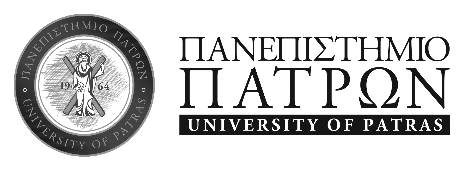 ΠΑΝΕΠΙΣΤΗΜΙΟ ΠΑΤΡΩΝ
1964
UNIVERSITY OF PATRAS
ΠΑΝΕΠΙΣΤΗΜΙΟ
ΠΑΤΡΩΝ
UNIVERSITY OF PATRAS